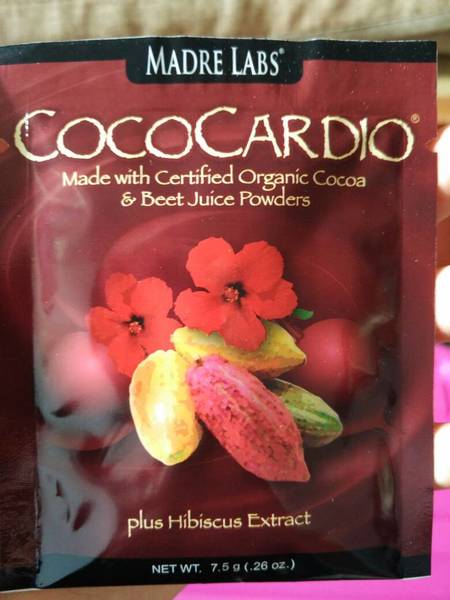 MADRE LABS®
COCOCARDIO®
Made with Certified Organic Cocoa
& Beet Juice Powders
plus Hibiscus Extract
NET WT. 7.5 g (.26 oz.)